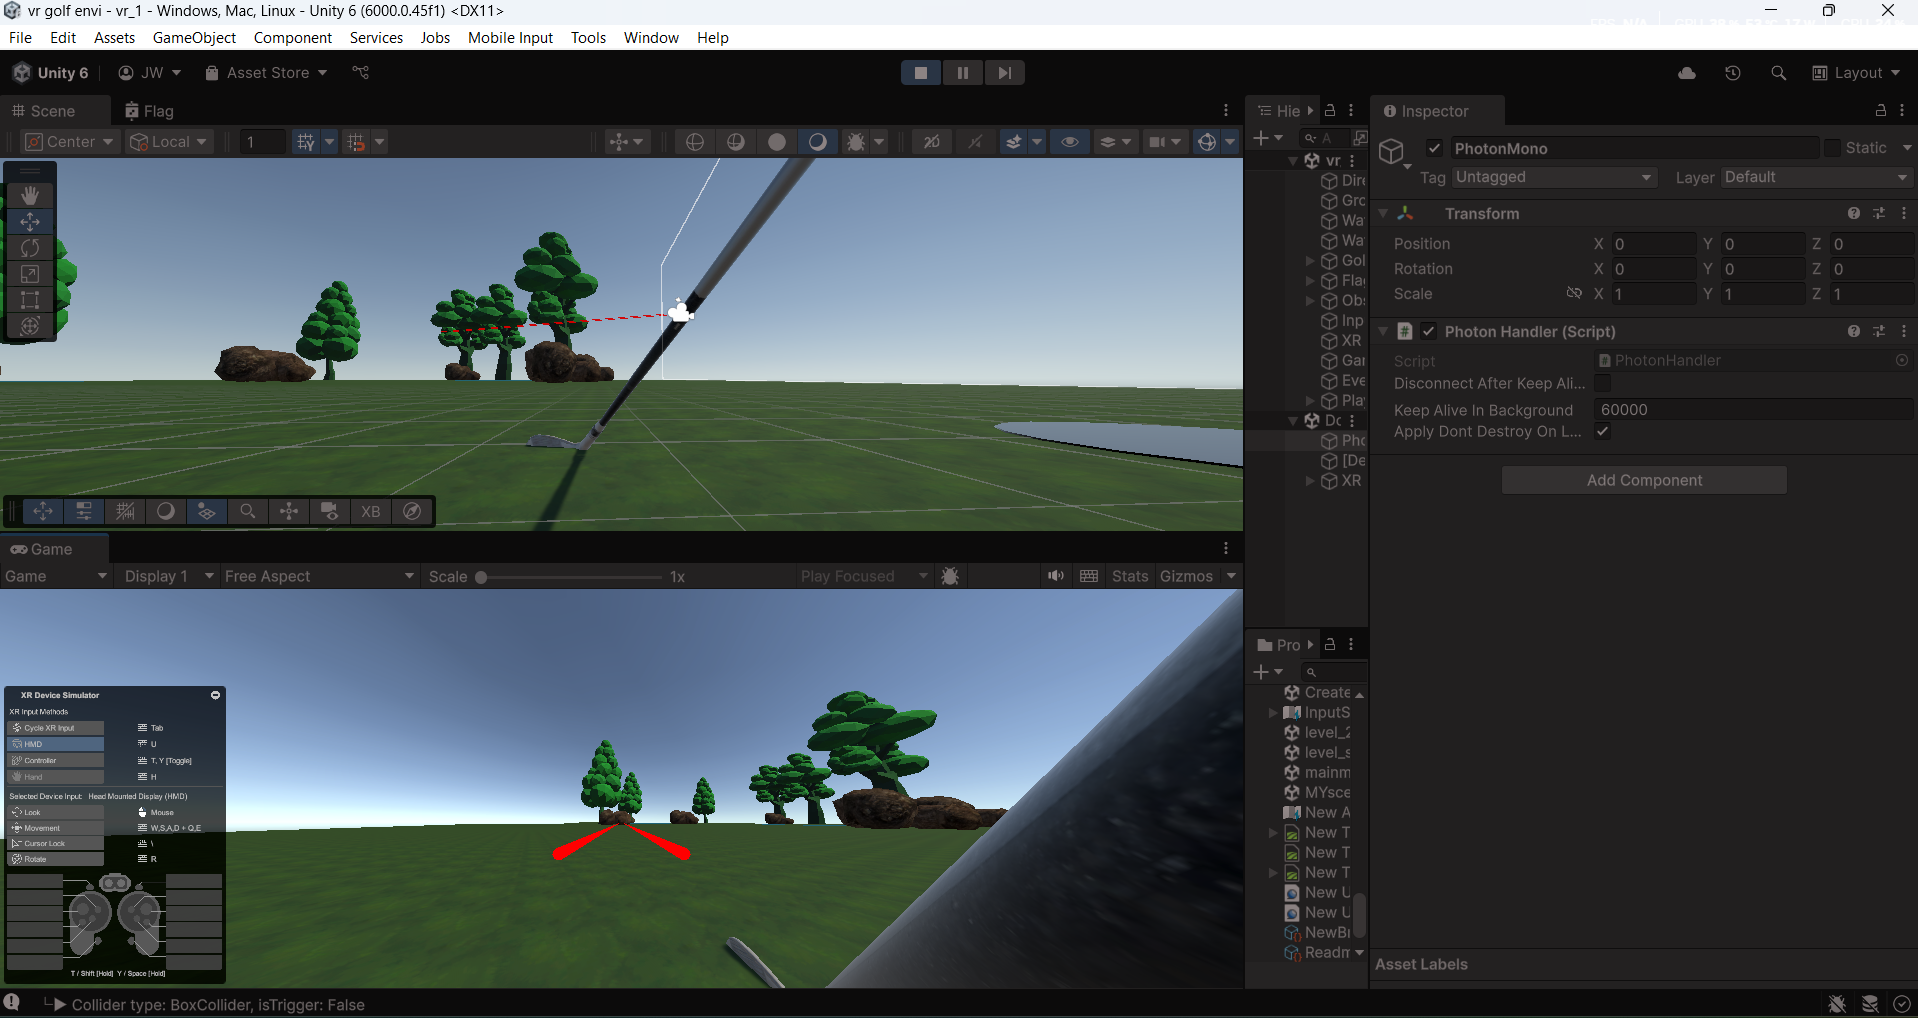 vr golf envi - vr_1 - Windows, Mac, Linux - Unity 6 (6000.0.45f1) <DX11>
File Edit Assets GameObject Component Services Jobs Mobile Input Tools Window Help
Unity 6 JW Asset Store Layout
Scene Flag
Center Local 1 2D
XB
Game
Game Display 1 Free Aspect Scale 1x Play Focused Stats Gizmos
XR Device Simulator
XR Input Methods
Cycle XR Input Tab
HMD U
Controller T, Y [Toggle]
Hand H
Selected Device Input: Head Mounted Display (HMD)
Look Mouse
Movement W,S,A,D + Q,E
Cursor Lock \
Rotate R
T / Shift [Hold] Y / Space [Hold]
Hie
A
vr
Dire
Gro
Wa
Wa
Gol
Fla
Ob
Inp
XR
Gar
Eve
Pla
Do
Pho
[De
XR
Pro
Create
InputS
level_2
level_s
mainm
MYsce
New A
New T
New T
New T
New U
New U
NewB
Readm
Inspector
PhotonMono Static
Tag Untagged Layer Default
Transform
Position X 0 Y 0 Z 0
Rotation X 0 Y 0 Z 0
Scale X 1 Y 1 Z 1
# Photon Handler (Script)
Script # PhotonHandler
Disconnect After Keep Ali...
Keep Alive In Background 60000
Apply Dont Destroy On L...
Add Component
Asset Labels
Collider type: BoxCollider, isTrigger: False